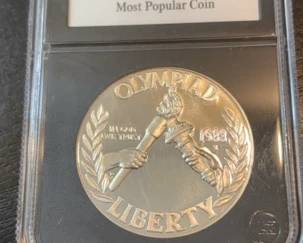 Most Popular Coin
OLYMPIAD
IN GOD
WE TRUST
1988
LIBERTY